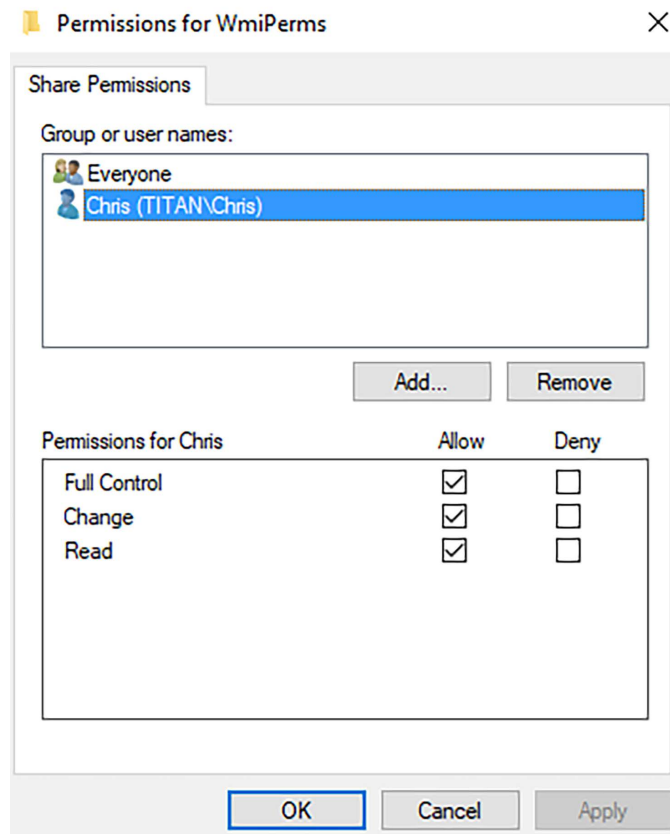 Permissions for WmiPerms
Share Permissions
Group or user names:
Everyone
Chris (TITAN\Chris)
Add... Remove
Permissions for Chris Allow Deny
Full Control
Change
Read
OK Cancel Apply